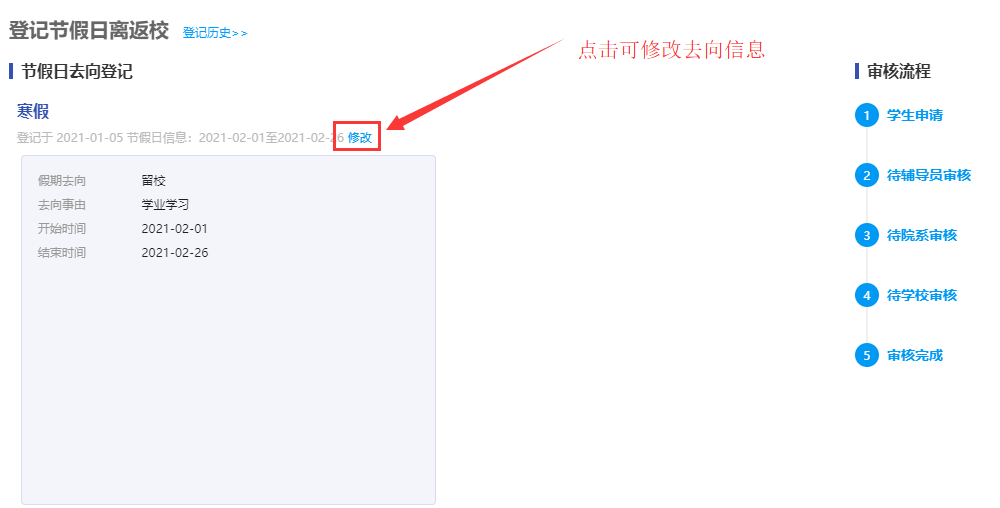 登记节假日离返校 登记历史>>
点击可修改去向信息
节假日去向登记
寒假
登记于 2021-01-05 节假日信息：2021-02-01至2021-02-26 修改
假期去向 留校
去向事由 学业学习
开始时间 2021-02-01
结束时间 2021-02-26
审核流程
1 学生申请
2 待辅导员审核
3 待院系审核
4 待学校审核
5 审核完成